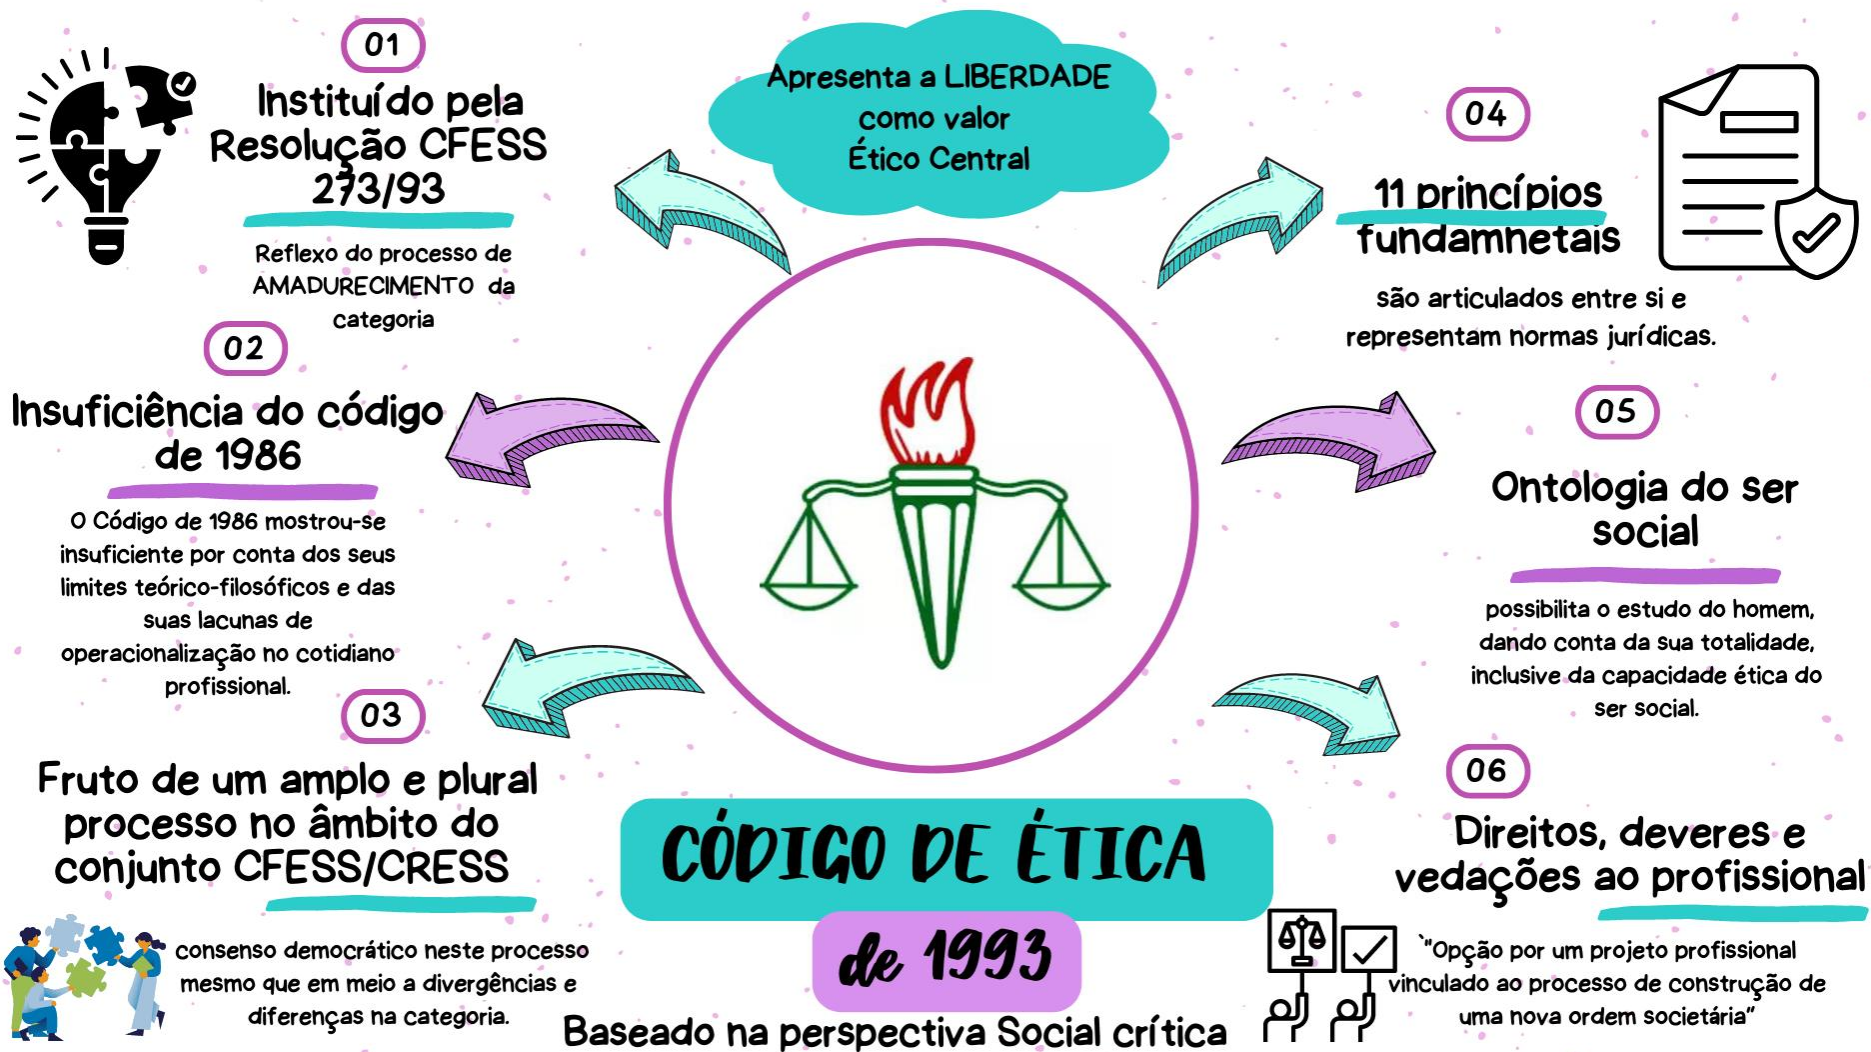 01
Instituído pela
Resolução CFESS
273/93
Reflexo do processo de
AMADURECIMENTO da
categoria
02
Insuficiência do código
de 1986
O Código de 1986 mostrou-se
insuficiente por conta dos seus
limites teórico-filosóficos e das
suas lacunas de
operacionalização no cotidiano
profissional.
03
Fruto de um amplo e plural
processo no âmbito do
conjunto CFESS/CRESS
consenso democrático neste processo
mesmo que em meio a divergências e
diferenças na categoria.
Apresenta a LIBERDADE
como valor
Ético Central
CÓDIGO DE ÉTICA
de 1993
Baseado na perspectiva Social crítica
04
11 princípios
fundamnetais
são articulados entre si e
representam normas jurídicas.
05
Ontologia do ser
social
possibilita o estudo do homem,
dando conta da sua totalidade,
inclusive da capacidade ética do
ser social.
06
Direitos, deveres e
vedações ao profissional
`"Opção por um projeto profissional
vinculado ao processo de construção de
uma nova ordem societária"